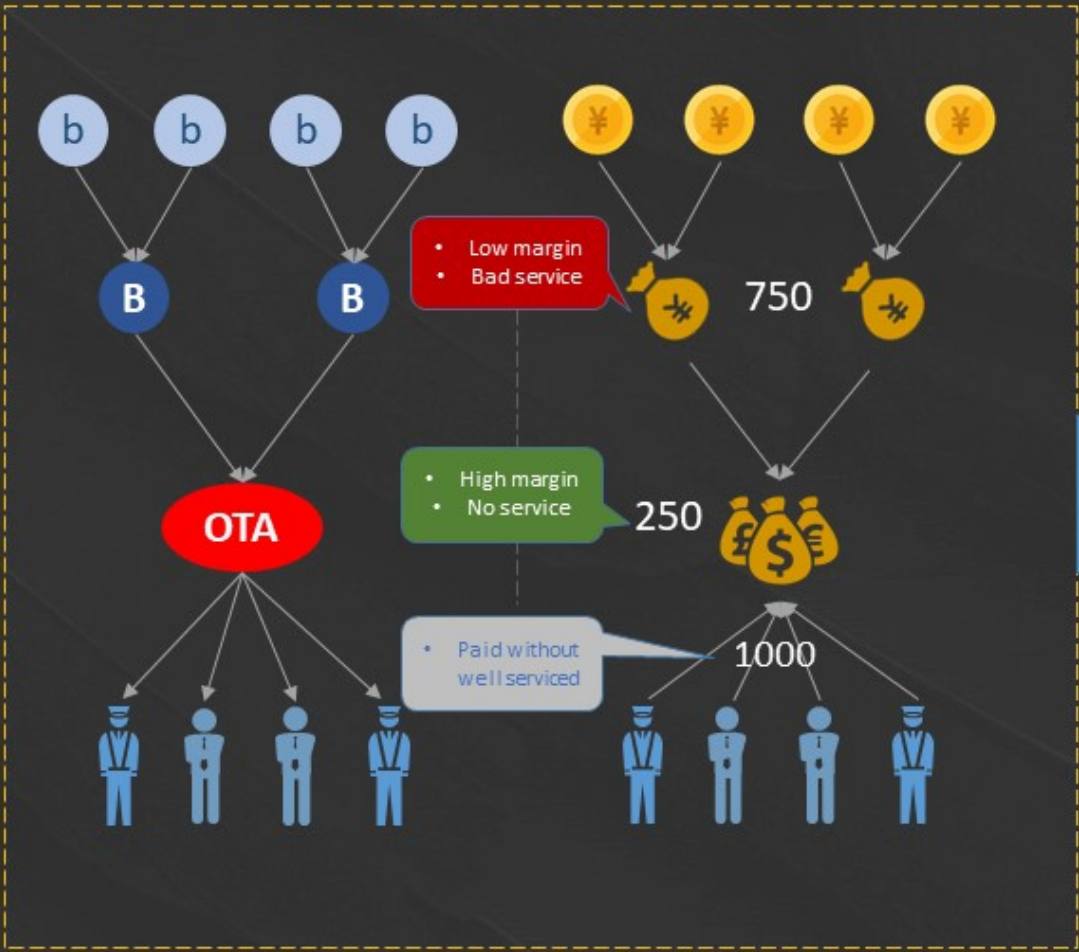 b b b b
¥ ¥ ¥ ¥
• Low margin
• Bad service
B B
¥ 750 ¥
• High margin
• No service
OTA
250
£ $ €
• Paid without
well serviced
1000